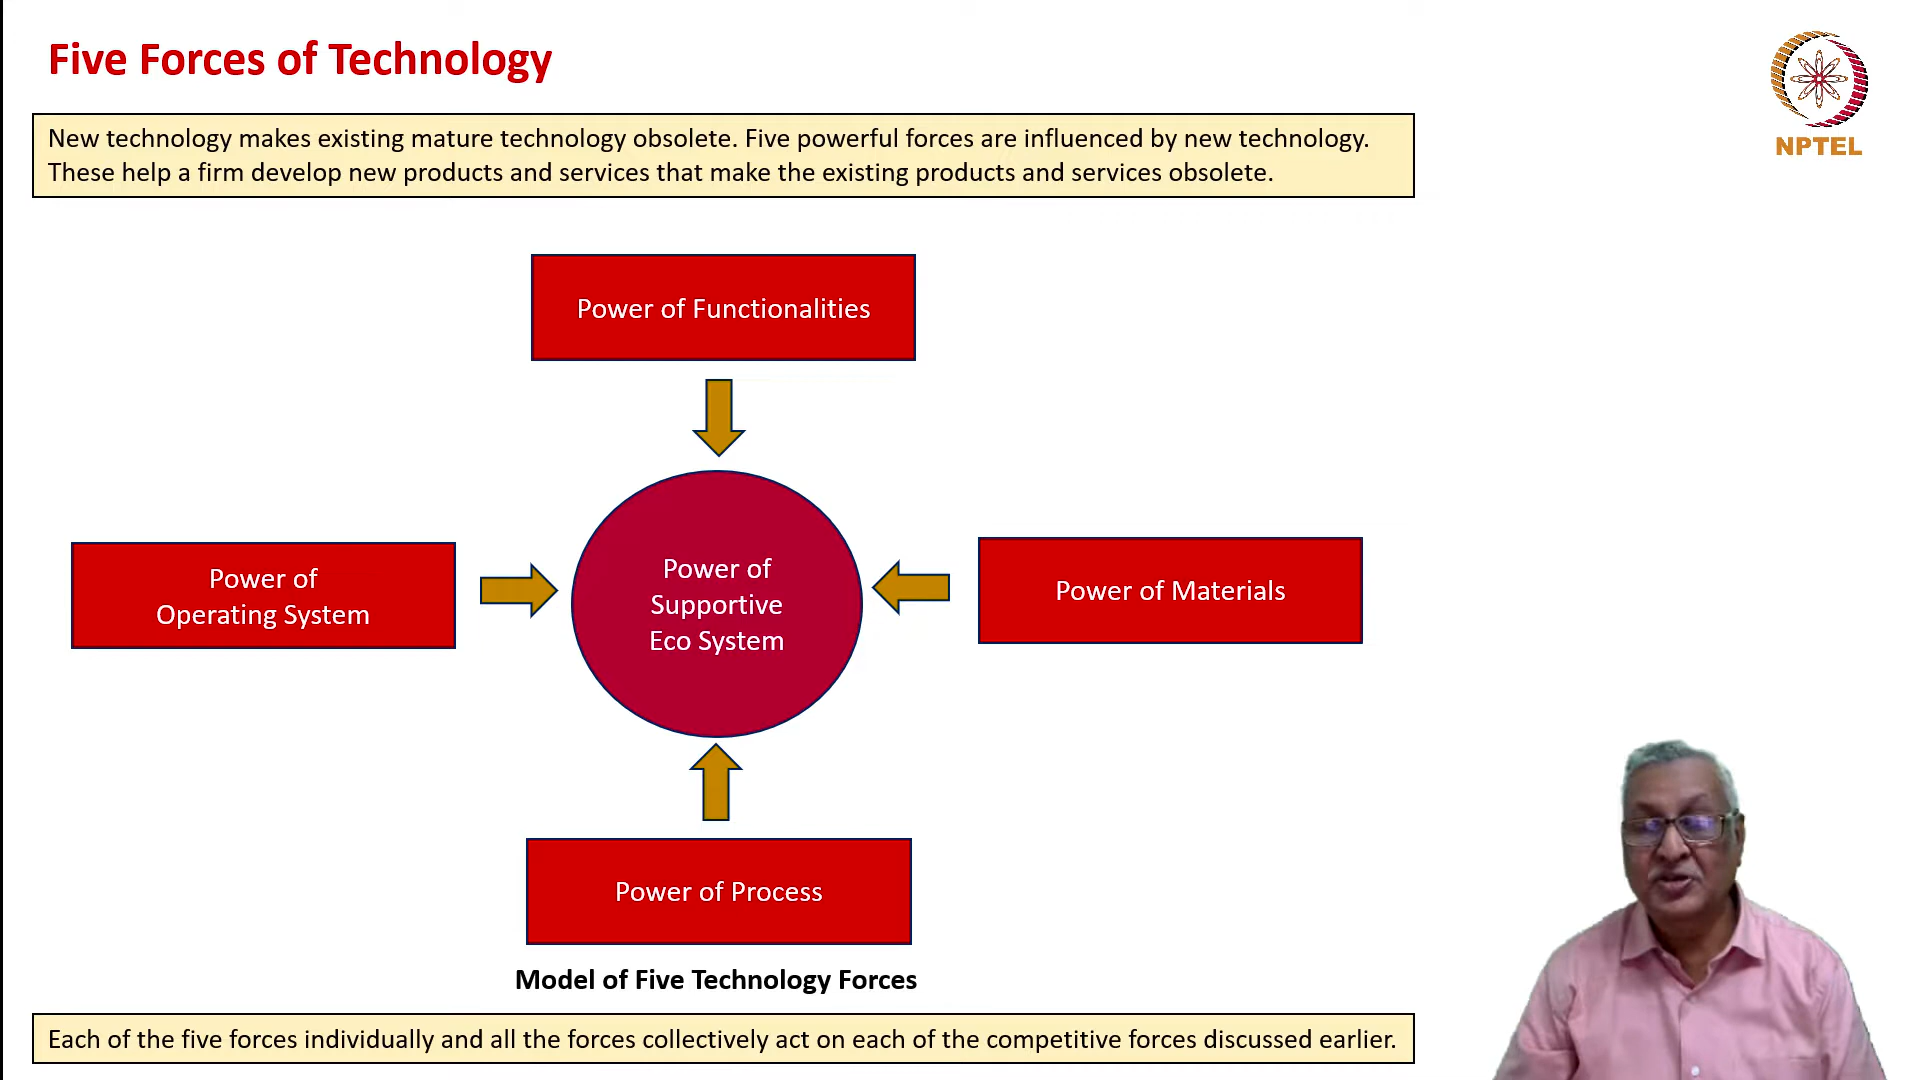 Five Forces of Technology
NPTEL
New technology makes existing mature technology obsolete. Five powerful forces are influenced by new technology.
These help a firm develop new products and services that make the existing products and services obsolete.
Power of Functionalities
Power of
Operating System
Power of
Supportive
Eco System
Power of Materials
Power of Process
Model of Five Technology Forces
Each of the five forces individually and all the forces collectively act on each of the competitive forces discussed earlier.